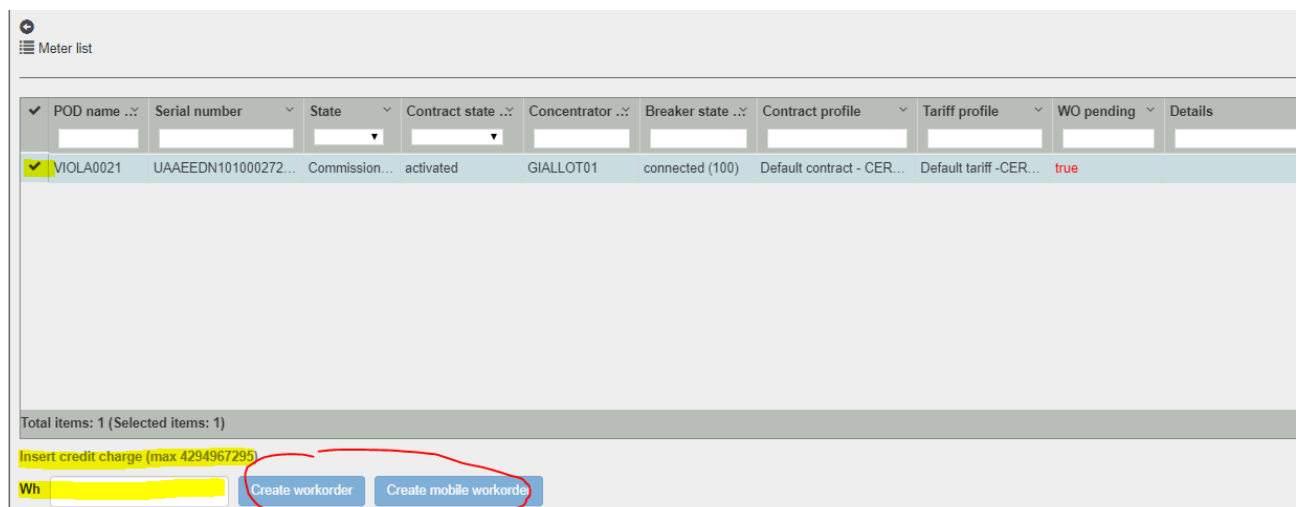 Meter list
POD name ... Serial number State Contract state ... Concentrator ... Breaker state ... Contract profile Tariff profile WO pending Details
VIOLA0021 UAAEEDN101000272... Commission... activated GIALLOT01 connected (100) Default contract - CER... Default tariff -CER... true
Total items: 1 (Selected items: 1)
Insert credit charge (max 4294967295)
Wh Create workorder Create mobile workorder